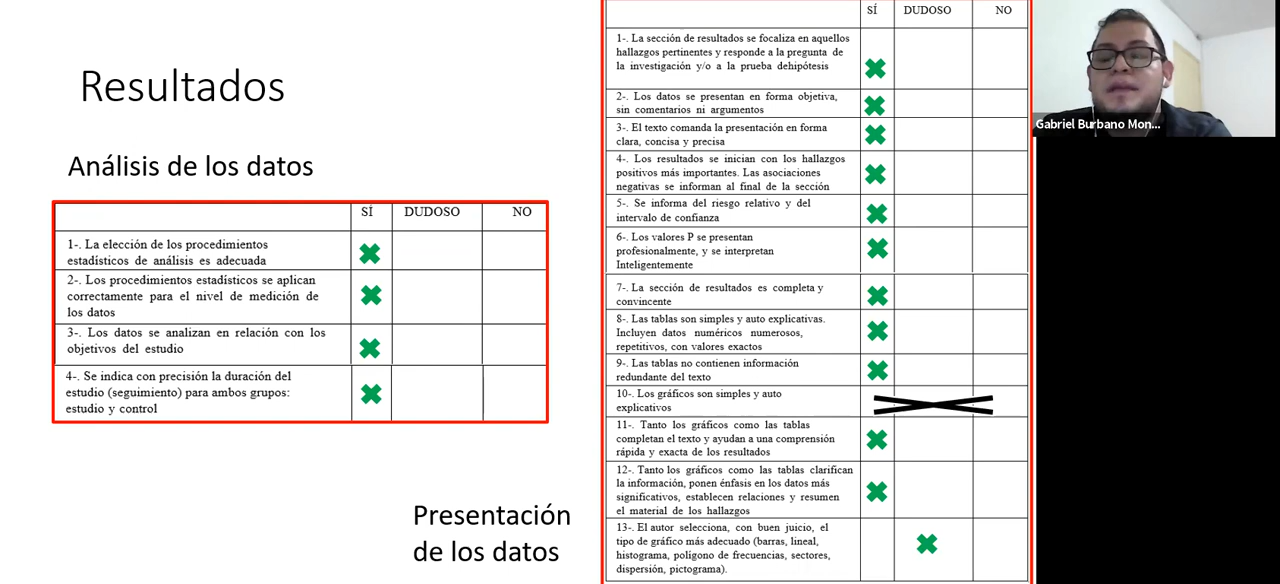 Resultados
Análisis de los datos
SÍ DUDOSO NO
1-. La elección de los procedimientos
estadísticos de análisis es adecuada
2-. Los procedimientos estadísticos se aplican
correctamente para el nivel de medición de
los datos
3-. Los datos se analizan en relación con los
objetivos del estudio
4-. Se indica con precisión la duración del
estudio (seguimiento) para ambos grupos:
estudio y control
Presentación
de los datos
SÍ DUDOSO NO
1-. La sección de resultados se focaliza en aquellos
hallazgos pertinentes y responde a la pregunta de
la investigación y/o a la prueba dehipótesis
2-. Los datos se presentan en forma objetiva,
sin comentarios ni argumentos
3-. El texto comanda la presentación en forma
clara, concisa y precisa
4-. Los resultados se inician con los hallazgos
positivos más importantes. Las asociaciones
negativas se informan al final de la sección
5-. Se informa del riesgo relativo y del
intervalo de confianza
6-. Los valores P se presentan
profesionalmente, y se interpretan
Inteligentemente
7-. La sección de resultados es completa y
convincente
8-. Las tablas son simples y auto explicativas.
Incluyen datos numéricos numerosos,
repetitivos, con valores exactos
9-. Las tablas no contienen información
redundante del texto
10-. Los gráficos son simples y auto
explicativos
11-. Tanto los gráficos como las tablas
completan el texto y ayudan a una comprensión
rápida y exacta de los resultados
12-. Tanto los gráficos como las tablas clarifican
la información, ponen énfasis en los datos más
significativos, establecen relaciones y resumen
el material de los hallazgos
13-. El autor selecciona, con buen juicio, el
tipo de gráfico más adecuado (barras, lineal,
histograma, polígono de frecuencias, sectores,
dispersión, pictograma).
Gabriel Burbano Mon...